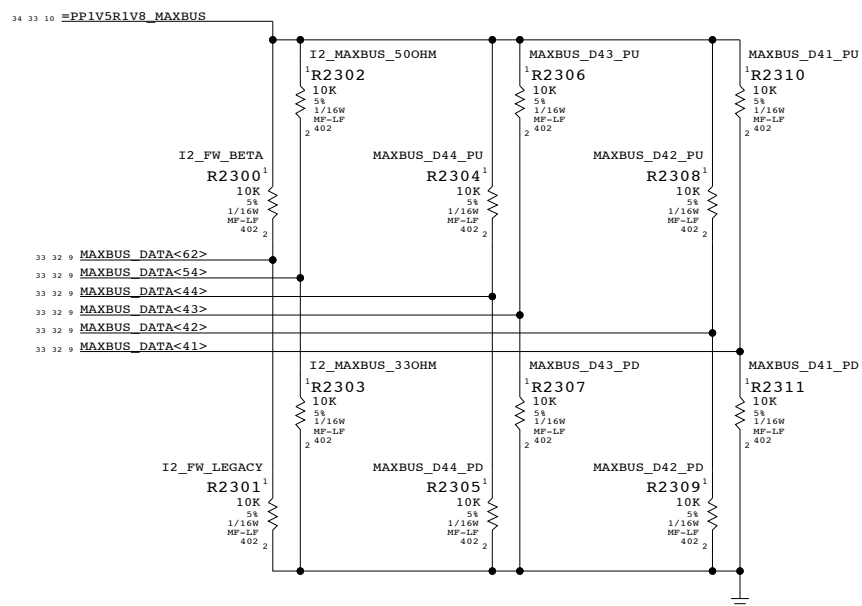 34 33 10 =PP1V5R1V8_MAXBUS
I2_MAXBUS_50OHM
1
R2302
10K
5%
1/16W
MF-LF
402
2
MAXBUS_D43_PU
1
R2306
10K
5%
1/16W
MF-LF
402
2
MAXBUS_D41_PU
1
R2310
10K
5%
1/16W
MF-LF
402
2
I2_FW_BETA
R2300 1
10K
5%
1/16W
MF-LF
402 2
MAXBUS_D44_PU
R2304 1
10K
5%
1/16W
MF-LF
402 2
MAXBUS_D42_PU
R2308 1
10K
5%
1/16W
MF-LF
402 2
33 32 9 MAXBUS_DATA<62>
33 32 9 MAXBUS_DATA<54>
33 32 9 MAXBUS_DATA<44>
33 32 9 MAXBUS_DATA<43>
33 32 9 MAXBUS_DATA<42>
33 32 9 MAXBUS_DATA<41>
I2_MAXBUS_33OHM
1
R2303
10K
5%
1/16W
MF-LF
402
2
MAXBUS_D43_PD
1
R2307
10K
5%
1/16W
MF-LF
402
2
MAXBUS_D41_PD
1
R2311
10K
5%
1/16W
MF-LF
402
2
I2_FW_LEGACY
R2301 1
10K
5%
1/16W
MF-LF
402 2
MAXBUS_D44_PD
R2305 1
10K
5%
1/16W
MF-LF
402 2
MAXBUS_D42_PD
R2309 1
10K
5%
1/16W
MF-LF
402 2